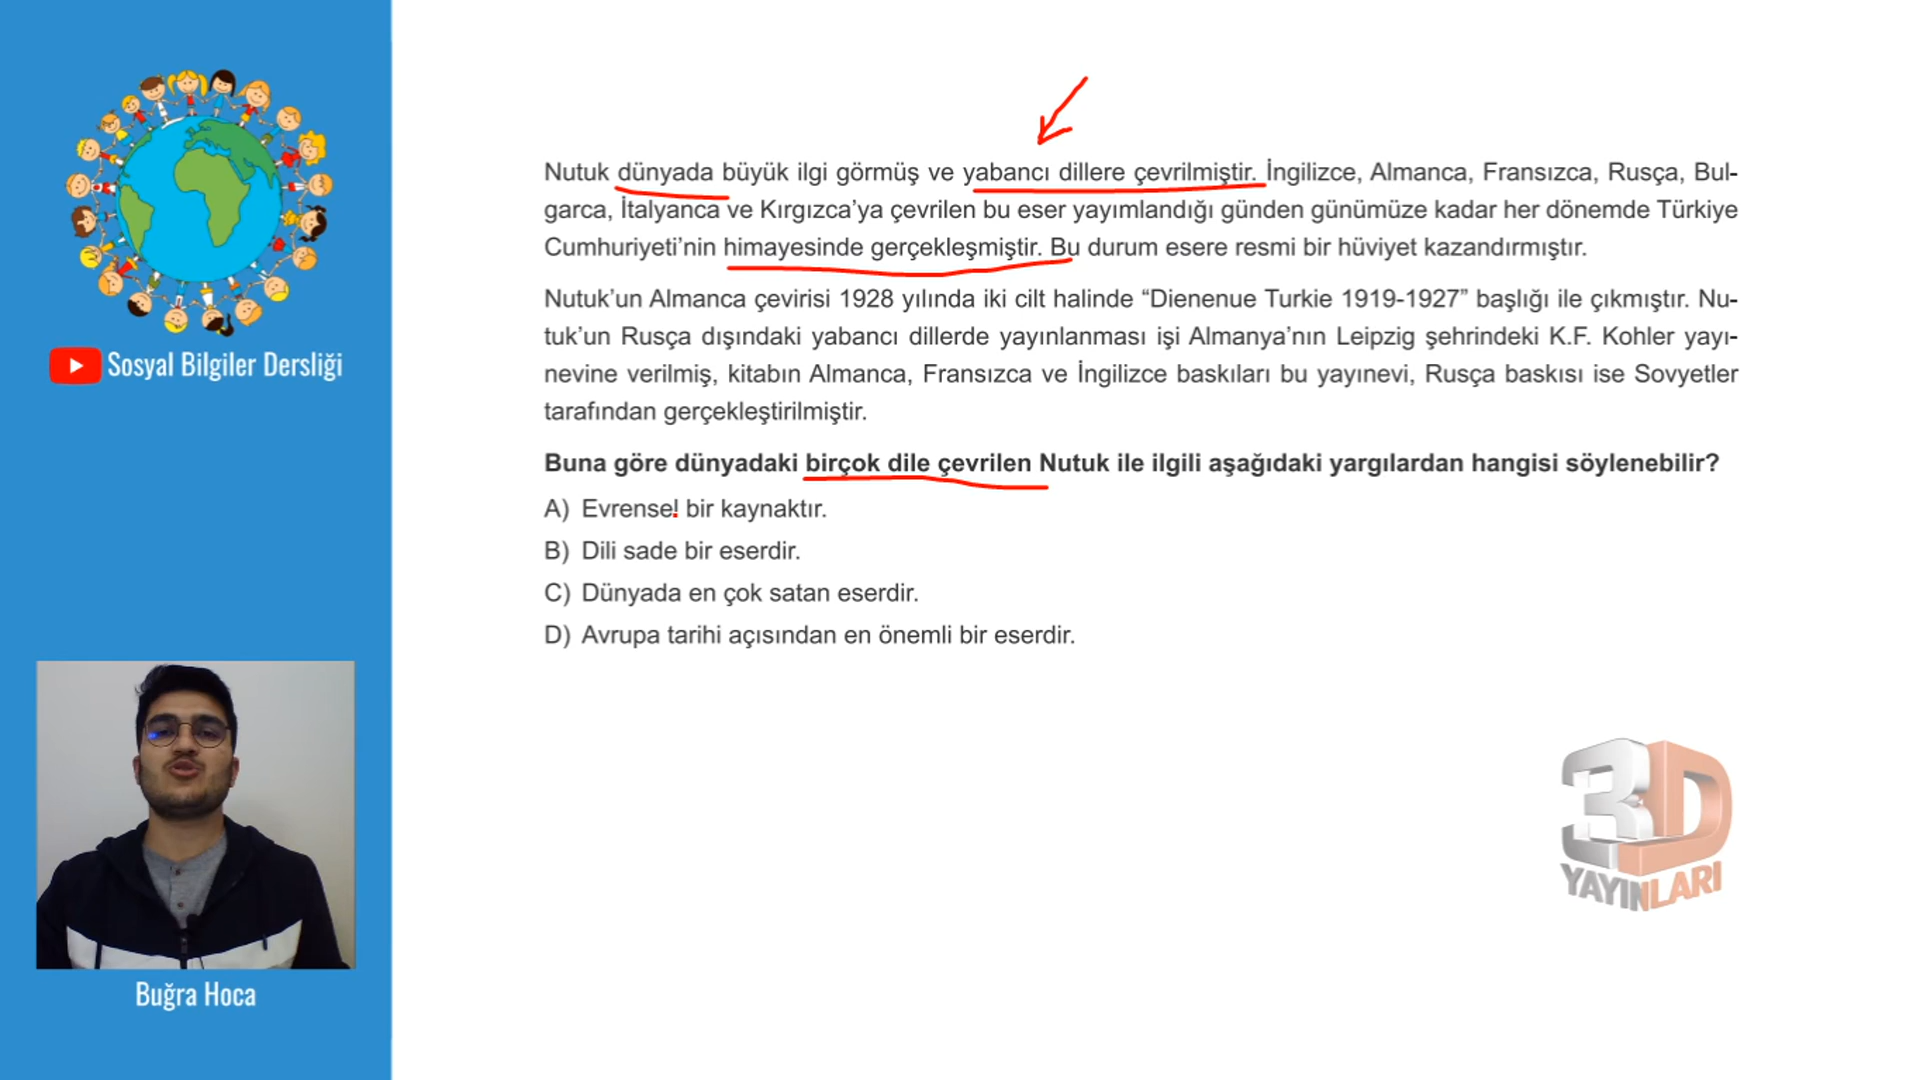 Nutuk dünyada büyük ilgi görmüş ve yabancı dillere çevrilmiştir. İngilizce, Almanca, Fransızca, Rusça, Bul-
garca, İtalyanca ve Kırgızca’ya çevrilen bu eser yayımlandığı günden günümüze kadar her dönemde Türkiye
Cumhuriyeti’nin himayesinde gerçekleşmiştir. Bu durum esere resmi bir hüviyet kazandırmıştır.
Nutuk’un Almanca çevirisi 1928 yılında iki cilt halinde “Dienenue Turkie 1919-1927” başlığı ile çıkmıştır. Nu-
tuk’un Rusça dışındaki yabancı dillerde yayınlanması işi Almanya’nın Leipzig şehrindeki K.F. Kohler yayı-
nevine verilmiş, kitabın Almanca, Fransızca ve İngilizce baskıları bu yayınevi, Rusça baskısı ise Sovyetler
tarafından gerçekleştirilmiştir.
Buna göre dünyadaki birçok dile çevrilen Nutuk ile ilgili aşağıdaki yargılardan hangisi söylenebilir?
A) Evrensel bir kaynaktır.
B) Dili sade bir eserdir.
C) Dünyada en çok satan eserdir.
D) Avrupa tarihi açısından en önemli bir eserdir.
Sosyal Bilgiler Dersliği
Buğra Hoca
3D
YAYINLARI